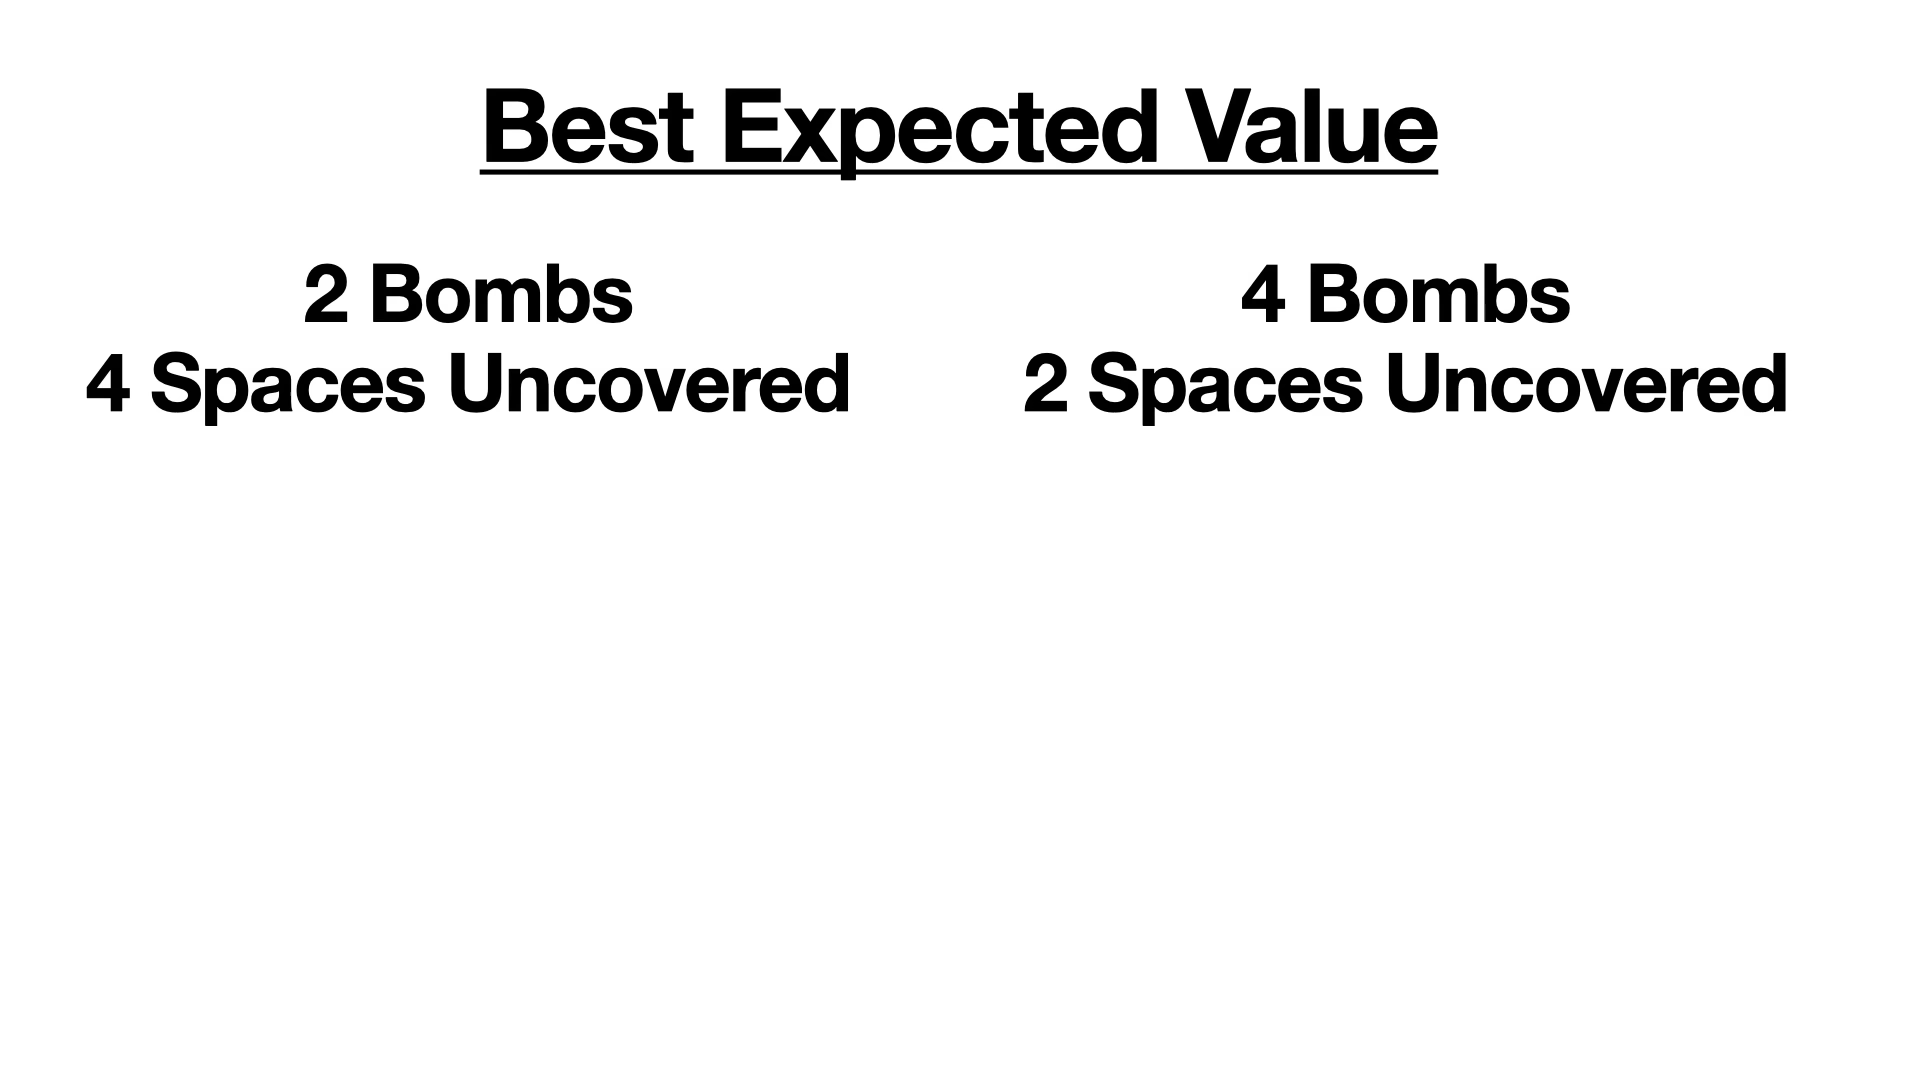 Best Expected Value
2 Bombs
4 Spaces Uncovered
4 Bombs
2 Spaces Uncovered